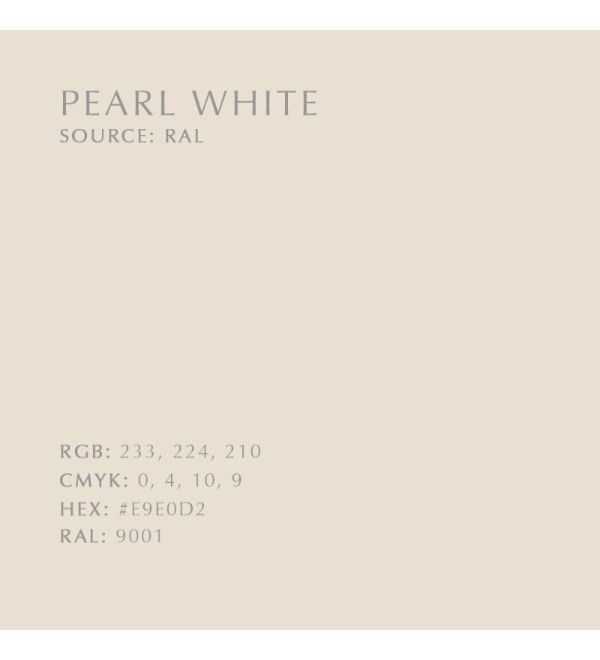 PEARL WHITE
SOURCE: RAL
RGB: 233, 224, 210
CMYK: 0, 4, 10, 9
HEX: #E9E0D2
RAL: 9001